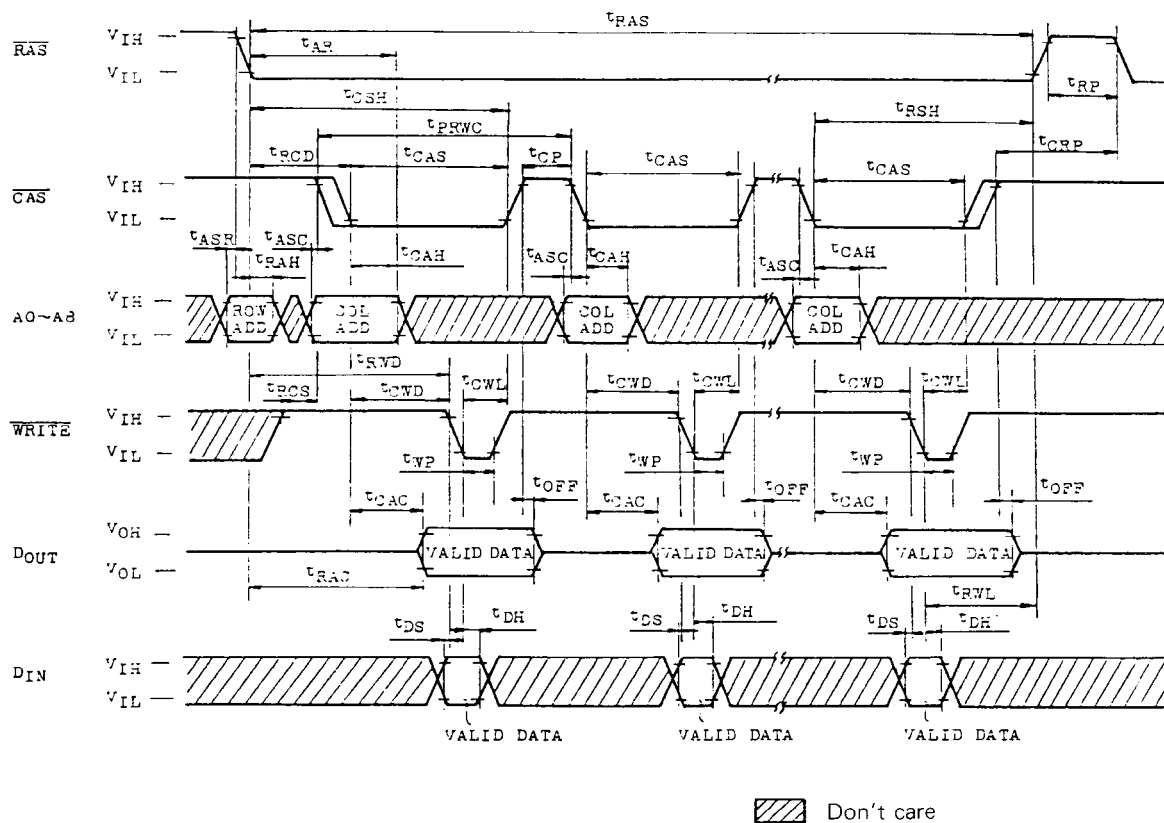 tRAS
RAS
VIH
VIL
tAR
tCSH
tRP
tPRWC
tRSH
tCRP
tRCD
tCAS
tCP
tCAS
tCAS
CAS
VIH
VIL
tASR
tASC
tRAH
tCAH
tASC
tCAH
tASC
tCAH
A0~A8
VIH
VIL
ROW ADD
COL ADD
COL ADD
COL ADD
tRWD
tRCS
tCWD
tCWL
tCWD
tCWL
tCWD
tCWL
WRITE
VIH
VIL
tWP
tWP
tWP
tOFF
tOFF
tOFF
tCAC
tCAC
tCAC
DOUT
VOH
VOL
VALID DATA
VALID DATA
VALID DATA
tRAC
tRWL
tDS
tDH
tDS
tDH
tDS
tDH
DIN
VIH
VIL
VALID DATA
VALID DATA
VALID DATA
Don't care